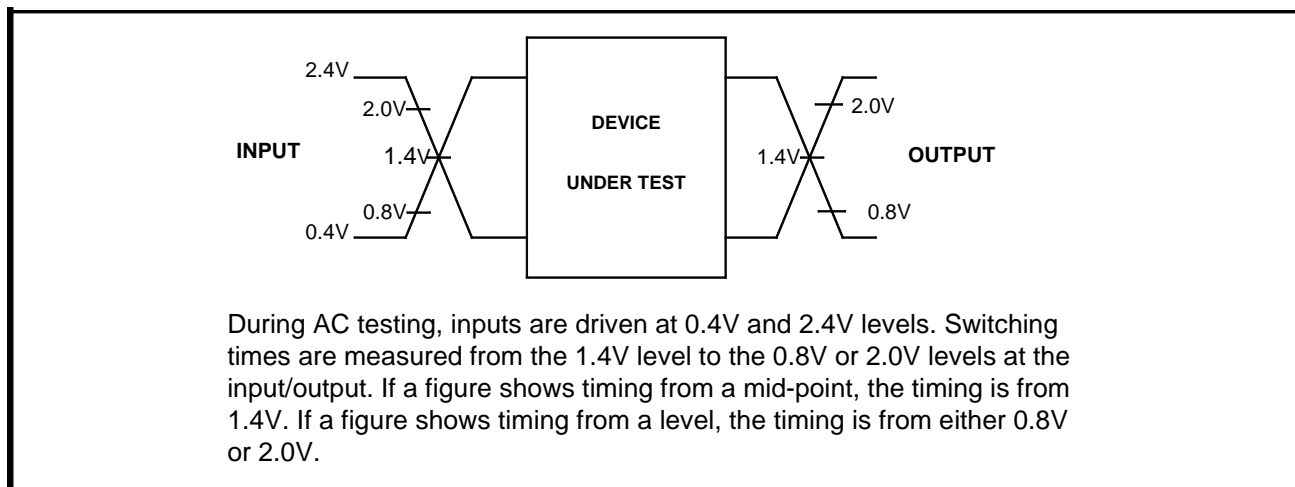 2.4V
2.0V
2.0V
DEVICE
INPUT
1.4V
1.4V
OUTPUT
UNDER TEST
0.8V
0.8V
0.4V
During AC testing, inputs are driven at 0.4V and 2.4V levels. Switching
times are measured from the 1.4V level to the 0.8V or 2.0V levels at the
input/output. If a figure shows timing from a mid-point, the timing is from
1.4V. If a figure shows timing from a level, the timing is from either 0.8V
or 2.0V.